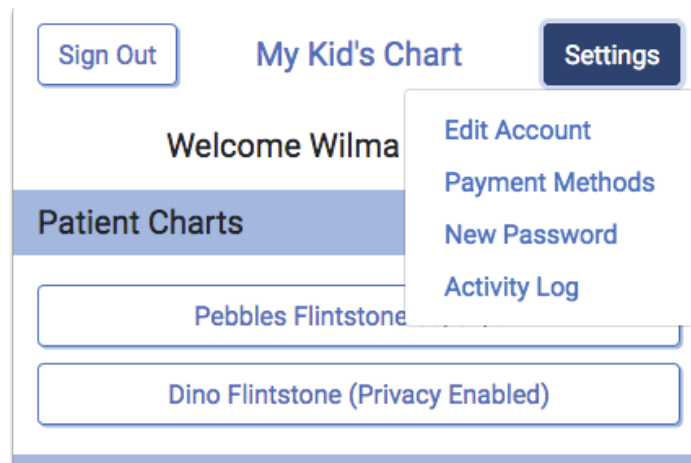 Sign Out My Kid's Chart Settings
Welcome Wilma
Edit Account
Payment Methods
New Password
Activity Log
Patient Charts
Pebbles Flintstone
Dino Flintstone (Privacy Enabled)